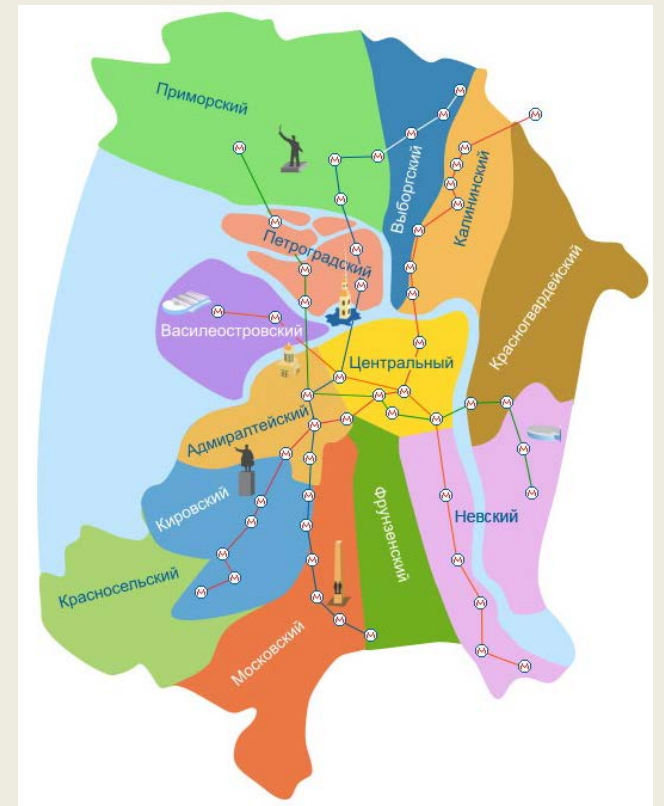 Приморский
Выборгский
Калининский
Петроградский
Красногвардейский
Василеостровский
Центральный
Адмиралтейский
Кировский
Фрунзенский
Невский
Красносельский
Московский